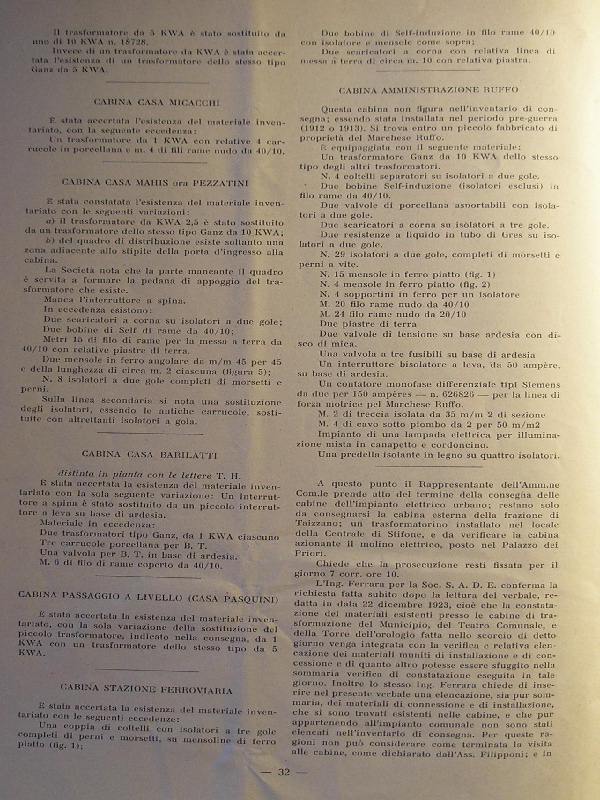 Il trasformatore da 5 KWA è stato sostituito da
uno di 10 KWA n. 18728.
Invece di un trasformatore da KWA è stata accer-
tata l'esistenza di un trasformatore dello stesso tipo
Ganz da 5 KWA.
CABINA CASA MICACCHI
È stata accertata l'esistenza del materiale inven-
tariato, con la seguente eccedenza:
Un trasformatore da 1 KWA con relative 4 car-
rucole in porcellana e m. 4 di fili rame nudo da 40/10.
CABINA CASA MAHIS ora PEZZATINI
È stata constatata l'esistenza del materiale inven-
tariato con le seguenti variazioni:
a) il trasformatore da KWA 2,5 è stato sostituito
da un trasformatore dello stesso tipo Ganz da 10 KWA;
b) del quadro di distribuzione esiste soltanto una
zona adiacente allo stipite della porta d'ingresso alla
cabina.
La Società nota che la parte mancante il quadro
è servita a formare la pedana di appoggio del tra-
sformatore che esiste.
Manca l'interruttore a spina.
In eccedenza esistono:
Due scaricatori a corna su isolatori a due gole;
Due bobine di Self di rame da 40/10;
Metri 15 di filo di rame per la messa a terra da
40/10 con relative piastre di terra.
Due mensole in ferro angolare da m/m 45 per 45
e della lunghezza di circa m. 2 ciascuna (figura 5);
N. 8 isolatori a due gole completi di morsetti e
perni.
Sulla linea secondaria si nota una sostituzione
degli isolatori, essendo le antiche carrucole, sosti-
tuite con altrettanti isolatori a gola.
CABINA CASA BARILATTI
distinta in pianta con le lettere T. H.
È stata accertata la esistenza del materiale inven-
tariato con la sola seguente variazione: Un interrut-
tore a spina è stato sostituito da un piccolo interrut-
tore a leva su base di ardesia.
Materiale in eccedenza:
Due trasformatori tipo Ganz, da 1 KWA ciascuno
Tre carrucole porcellana per B. T.
Una valvola per B. T. in base di ardesia.
M. 6 di filo di rame coperto da 40/10.
CABINA PASSAGGIO A LIVELLO (CASA PASQUINI)
È stata accertata la esistenza del materiale inven-
tariato, con la sola variazione della sostituzione del
piccolo trasformatore, indicato nella consegna, da 1
KWA con un trasformatore dello stesso tipo da 5
KWA.
CABINA STAZIONE FERROVIARIA
È stata accertata la esistenza del materiale inven-
tariato con le seguenti eccedenze:
Una coppia di coltelli con isolatori a tre gole
completi di perni e morsetti, su mensoline di ferro
piatto (fig. 1);
Due bobine di Self-induzione in filo rame 40/10
con isolatore e mensole come sopra;
Due scaricatori a corna con relativa linea di
messa a terra di circa m. 10 con relativa piastra.
CABINA AMMINISTRAZIONE RUFFO
Questa cabina non figura nell'inventario di con-
segna; essendo stata installata nel periodo pre-guerra
(1912 o 1913). Si trova entro un piccolo fabbricato di
proprietà del Marchese Ruffo.
È equipaggiata con il seguente materiale:
Un trasformatore Ganz da 10 KWA dello stesso
tipo degli altri trasformatori.
N. 4 coltelli separatori su isolatori a due gole.
Due bobine Self-induzione (isolatori esclusi) in
filo rame da 40/10.
Due valvole di porcellana asportabili con isola-
tori a due gole.
Due scaricatori a corna su isolatori a tre gole.
Due resistenze a liquido in tubo di Gres su iso-
latori a due gole.
N. 29 isolatori a due gole, completi di morsetti e
perni a vite.
N. 15 mensole in ferro piatto (fig. 1)
N. 4 mensole in ferro piatto (fig. 2)
N. 4 sopportini in ferro per un isolatore
M. 20 filo rame nudo da 40/10
M. 24 filo rame nudo da 20/10
Due piastre di terra
Due valvole di tensione su base ardesia con di-
sco di mica.
Una valvola a tre fusibili su base di ardesia
Un interruttore bisolatore a leva, da 50 ampère,
su base di ardesia.
Un contatore monofase differenziale tipo Siemens
da due per 150 ampères — n. 626826 — per la linea di
forza motrice pel Marchese Ruffo.
M. 2 di treccia isolata da 35 m/m 2 di sezione
M. 4 di cavo sotto piombo da 2 per 50 m/m2
Impianto di una lampada elettrica per illumina-
zione mista in canapetto e cordoncino.
Una predella isolante in legno su quattro isolatori.
A questo punto il Rappresentante dell'Amm.ne
Com.le prende atto del termine della consegna delle
cabine dell'impianto elettrico urbano; restano solo
da consegnarsi la cabina esterna della frazione di
Taizzano; un trasformatorino installato nel locale
della Centrale di Stifone, e da verificare la cabina
azionante il molino elettrico, posto nel Palazzo dei
Priori.
Chiede che la prosecuzione resti fissata per il
giorno 7 corr. ore 10.
L'Ing. Ferrara per la Soc. S. A. D. E. conferma la
richiesta fatta subito dopo la lettura del verbale, re-
datta in data 22 dicembre 1923, cioè che la constata-
zione dei materiali esistenti presso le cabine di tra-
sformazione del Municipio, del Teatro Comunale, e
della Torre dell'orologio fatta nello scorcio di detto
giorno venga integrata con la verifica e relativa elen-
cazione dei materiali muniti di installazione e di con-
cessione e di quanto altro potesse essere sfuggito nella
sommaria verifica di constatazione eseguita in tale
giorno. Inoltre lo stesso Ing. Ferrara chiede di inse-
rire nel presente verbale una elencazione, sia pur som-
maria, dei materiali di connessione e di installazione,
che si sono trovati esistenti nelle cabine, e che pur
appartenendo all'impianto comunale non sono stati
elencati nell'inventario di consegna. Per queste ra-
gioni non può considerare come terminata la visita
alle cabine, come dichiarato dall'Ass. Filipponi; e in
— 32 —